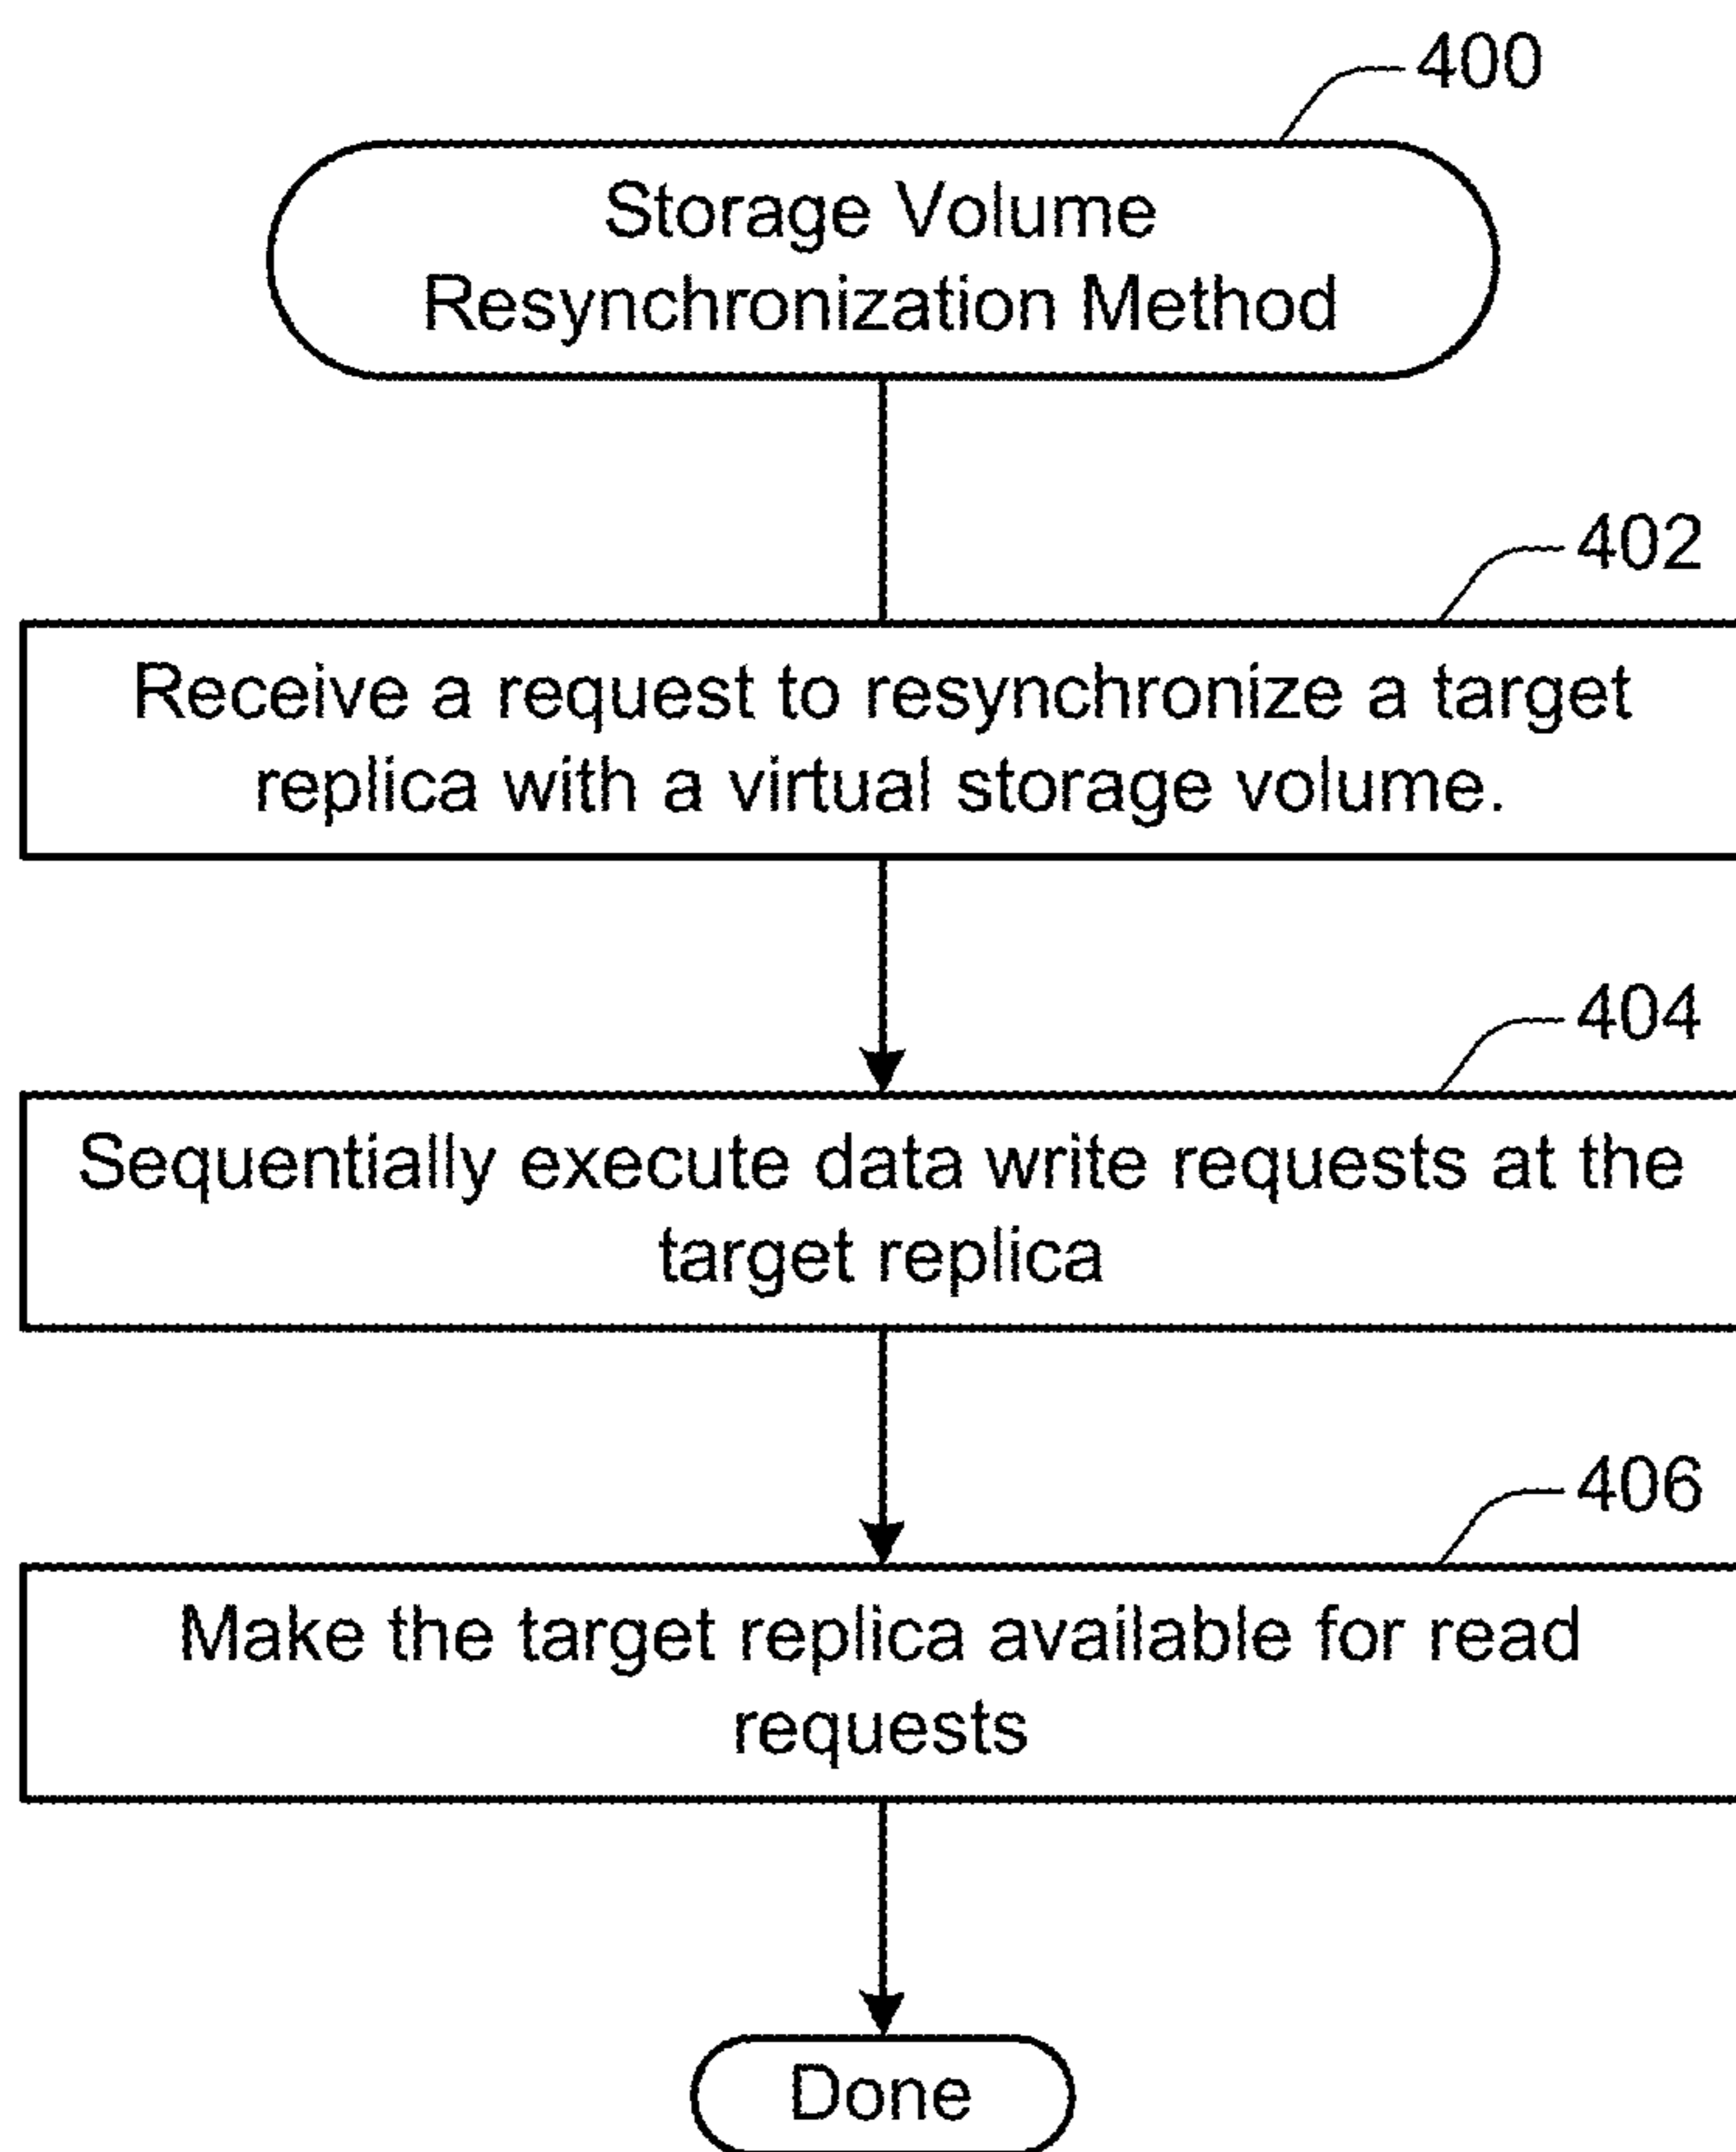 400
Storage Volume
Resynchronization Method
402
Receive a request to resynchronize a target
replica with a virtual storage volume.
404
Sequentially execute data write requests at the
target replica
406
Make the target replica available for read
requests
Done